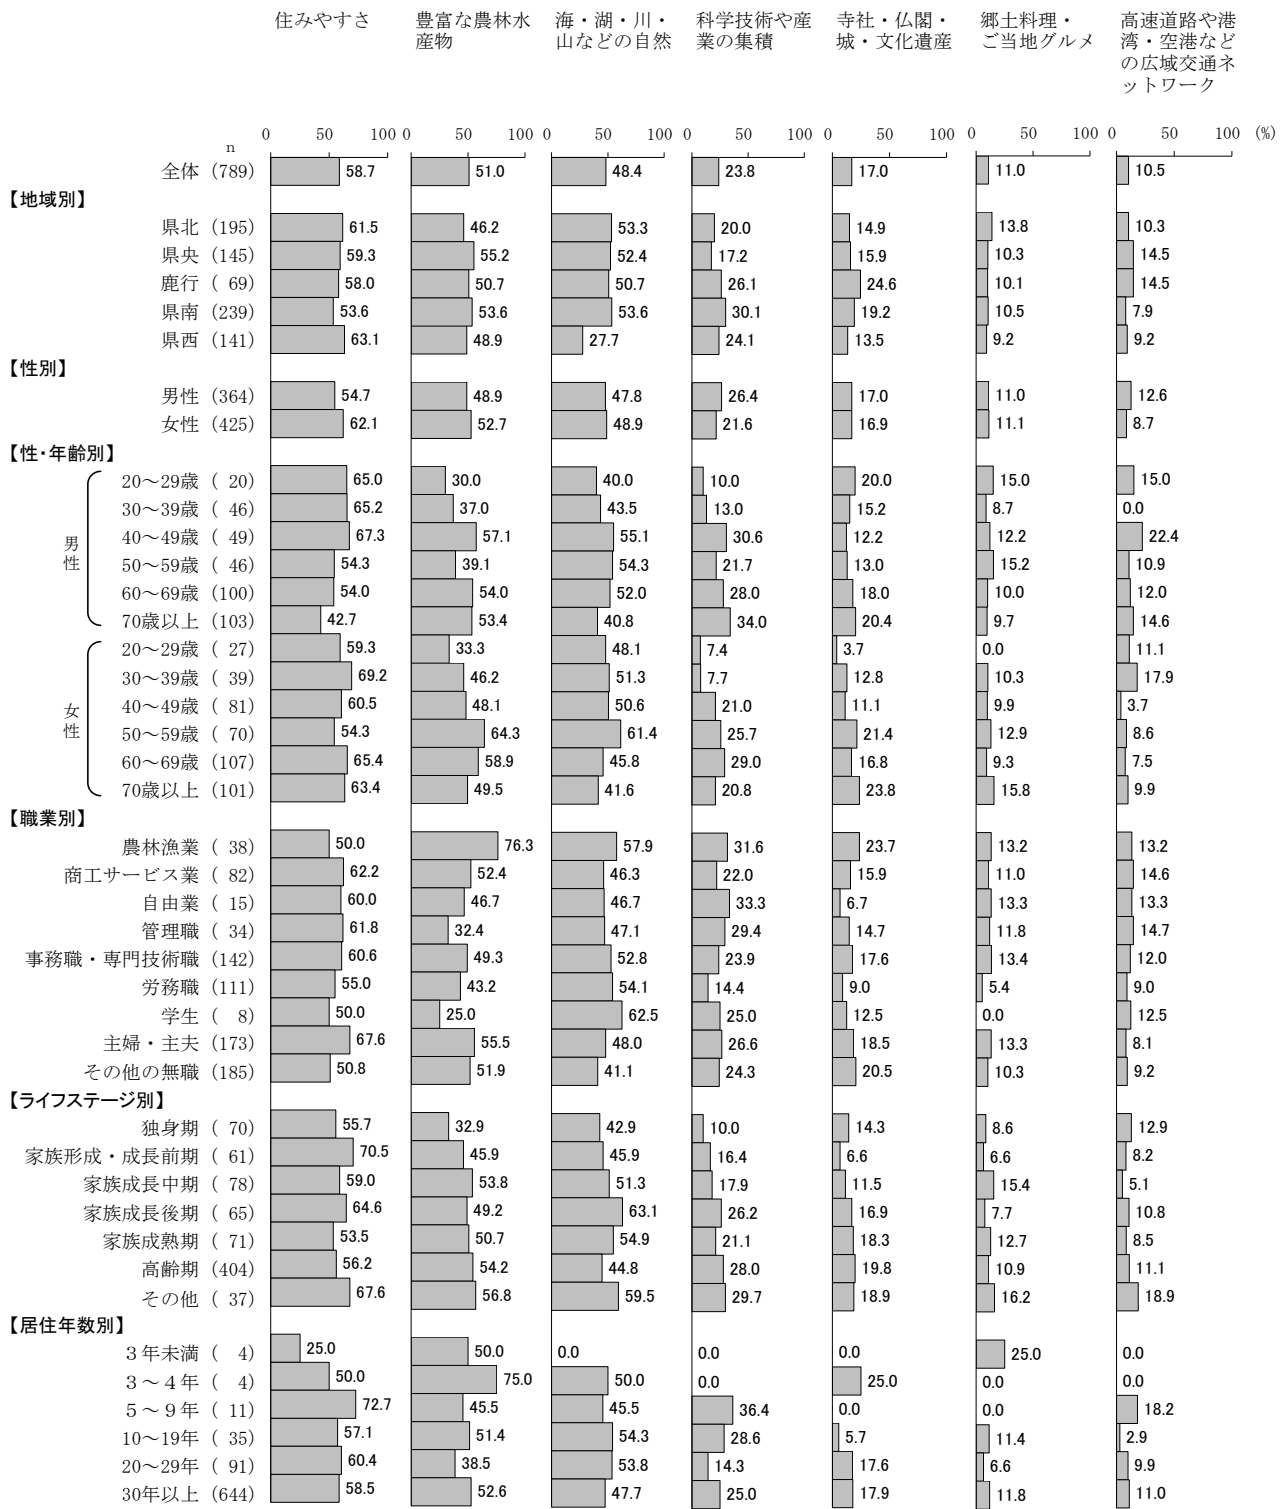 住みやすさ 豊富な農林水 海・湖・川・ 科学技術や産 寺社・仏閣・ 郷土料理・ 高速道路や港
産物 山などの自然 業の集積 城・文化遺産 ご当地グルメ 湾・空港など
の広域交通ネ
ットワーク
0 50 100 0 50 100 0 50 100 0 50 100 0 50 100 0 50 100 0 50 100 (%)
n
全体 (789) 58.7 51.0 48.4 23.8 17.0 11.0 10.5
【地域別】
県北 (195) 61.5 46.2 53.3 20.0 14.9 13.8 10.3
県央 (145) 59.3 55.2 52.4 17.2 15.9 10.3 14.5
鹿行 ( 69) 58.0 50.7 50.7 26.1 24.6 10.1 14.5
県南 (239) 53.6 53.6 53.6 30.1 19.2 10.5 7.9
県西 (141) 63.1 48.9 27.7 24.1 13.5 9.2 9.2
【性別】
男性 (364) 54.7 48.9 47.8 26.4 17.0 11.0 12.6
女性 (425) 62.1 52.7 48.9 21.6 16.9 11.1 8.7
【性・年齢別】
男性
20～29歳 ( 20) 65.0 30.0 40.0 10.0 20.0 15.0 15.0
30～39歳 ( 46) 65.2 37.0 43.5 13.0 15.2 8.7 0.0
40～49歳 ( 49) 67.3 57.1 55.1 30.6 12.2 12.2 22.4
50～59歳 ( 46) 54.3 39.1 54.3 21.7 13.0 15.2 10.9
60～69歳 (100) 54.0 54.0 52.0 28.0 18.0 10.0 12.0
70歳以上 (103) 42.7 53.4 40.8 34.0 20.4 9.7 14.6
女性
20～29歳 ( 27) 59.3 33.3 48.1 7.4 3.7 0.0 11.1
30～39歳 ( 39) 69.2 46.2 51.3 7.7 12.8 10.3 17.9
40～49歳 ( 81) 60.5 48.1 50.6 21.0 11.1 9.9 3.7
50～59歳 ( 70) 54.3 64.3 61.4 25.7 21.4 12.9 8.6
60～69歳 (107) 65.4 58.9 45.8 29.0 16.8 9.3 7.5
70歳以上 (101) 63.4 49.5 41.6 20.8 23.8 15.8 9.9
【職業別】
農林漁業 ( 38) 50.0 76.3 57.9 31.6 23.7 13.2 13.2
商工サービス業 ( 82) 62.2 52.4 46.3 22.0 15.9 11.0 14.6
自由業 ( 15) 60.0 46.7 46.7 33.3 6.7 13.3 13.3
管理職 ( 34) 61.8 32.4 47.1 29.4 14.7 11.8 14.7
事務職・専門技術職 (142) 60.6 49.3 52.8 23.9 17.6 13.4 12.0
労務職 (111) 55.0 43.2 54.1 14.4 9.0 5.4 9.0
学生 ( 8) 50.0 25.0 62.5 25.0 12.5 0.0 12.5
主婦・主夫 (173) 67.6 55.5 48.0 26.6 18.5 13.3 8.1
その他の無職 (185) 50.8 51.9 41.1 24.3 20.5 10.3 9.2
【ライフステージ別】
独身期 ( 70) 55.7 32.9 42.9 10.0 14.3 8.6 12.9
家族形成・成長前期 ( 61) 70.5 45.9 45.9 16.4 6.6 6.6 8.2
家族成長中期 ( 78) 59.0 53.8 51.3 17.9 11.5 15.4 5.1
家族成長後期 ( 65) 64.6 49.2 63.1 26.2 16.9 7.7 10.8
家族成熟期 ( 71) 53.5 50.7 54.9 21.1 18.3 12.7 8.5
高齢期 (404) 56.2 54.2 44.8 28.0 19.8 10.9 11.1
その他 ( 37) 67.6 56.8 59.5 29.7 18.9 16.2 18.9
【居住年数別】
３年未満 ( 4) 25.0 50.0 0.0 0.0 0.0 25.0 0.0
３～４年 ( 4) 50.0 75.0 50.0 0.0 25.0 0.0 0.0
５～９年 ( 11) 72.7 45.5 45.5 36.4 0.0 0.0 18.2
10～19年 ( 35) 57.1 51.4 54.3 28.6 5.7 11.4 2.9
20～29年 ( 91) 60.4 38.5 53.8 14.3 17.6 6.6 9.9
30年以上 (644) 58.5 52.6 47.7 25.0 17.9 11.8 11.0